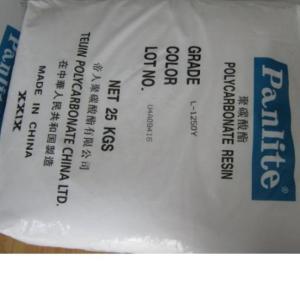 Panlite®
聚碳酸酯
POLYCARBONATE RESIN
GRADE L-1250Y
COLOR
LOT NO.
NET 25 KGS
帝人聚碳酸酯有限公司
TEIJIN POLYCARBONATE CHINA LTD.
在中華人民共和国製造
MADE IN CHINA
XXIX